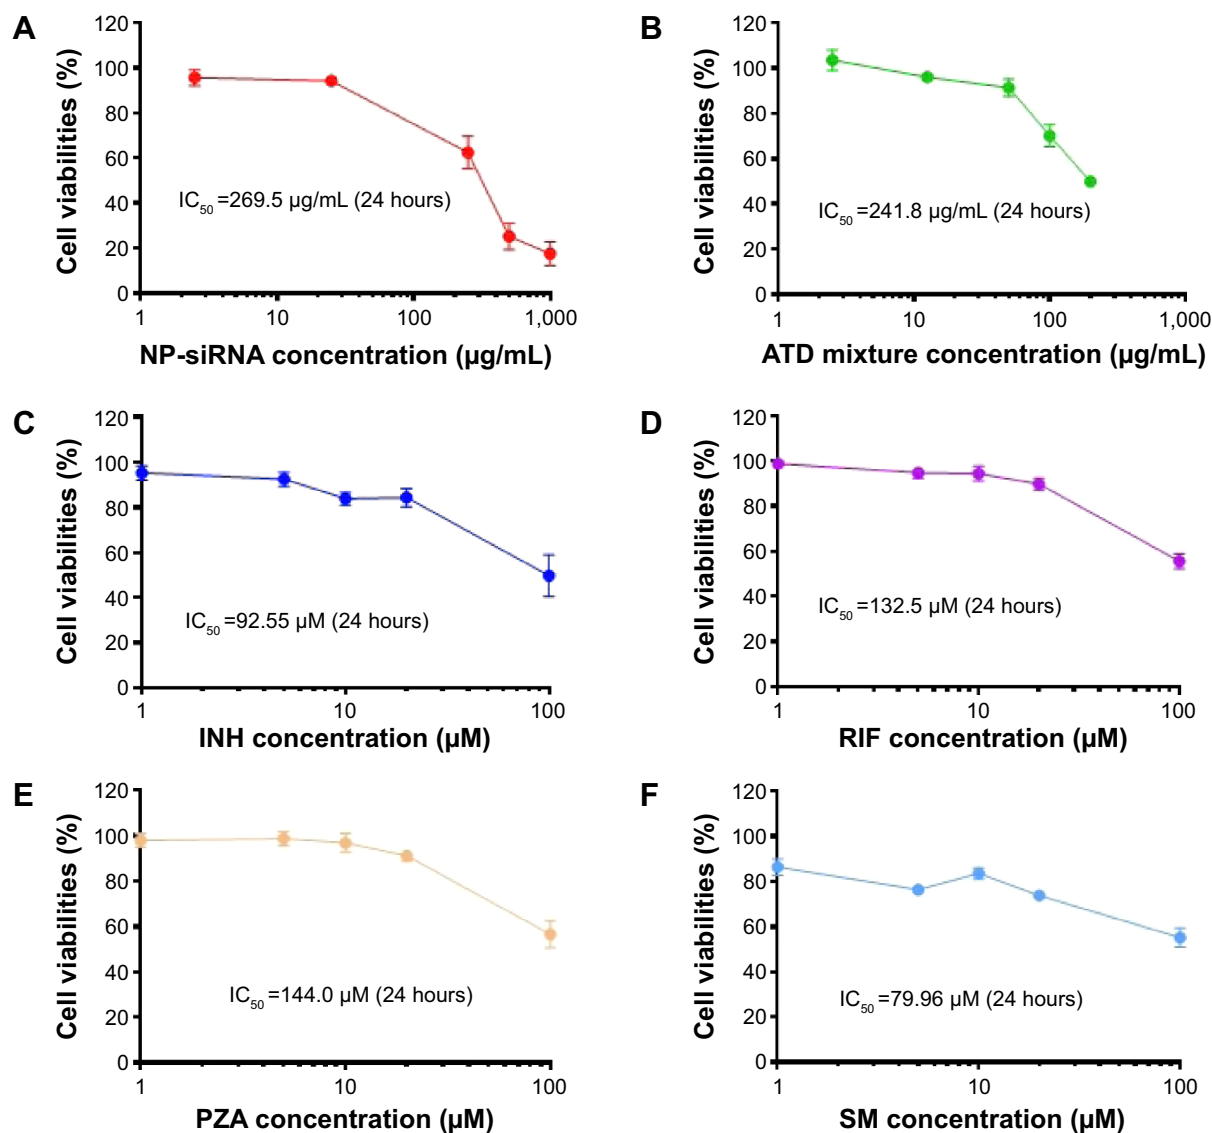 A
120
100
80
60
40
20
0
Cell viabilities (%)
IC50 =269.5 µg/mL (24 hours)
1 10 100 1,000
NP-siRNA concentration (µg/mL)
B
120
100
80
60
40
20
0
Cell viabilities (%)
IC50 =241.8 µg/mL (24 hours)
1 10 100 1,000
ATD mixture concentration (µg/mL)
C
120
100
80
60
40
20
0
Cell viabilities (%)
IC50 =92.55 µM (24 hours)
1 10 100
INH concentration (µM)
D
120
100
80
60
40
20
0
Cell viabilities (%)
IC50 =132.5 µM (24 hours)
1 10 100
RIF concentration (µM)
E
120
100
80
60
40
20
0
Cell viabilities (%)
IC50 =144.0 µM (24 hours)
1 10 100
PZA concentration (µM)
F
120
100
80
60
40
20
0
Cell viabilities (%)
IC50 =79.96 µM (24 hours)
1 10 100
SM concentration (µM)